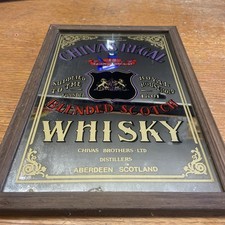 CHIVAS REGAL
BLENDED SCOTCH
WHISKY
CHIVAS BROTHERS LTD
DISTILLERS
ABERDEEN SCOTLAND